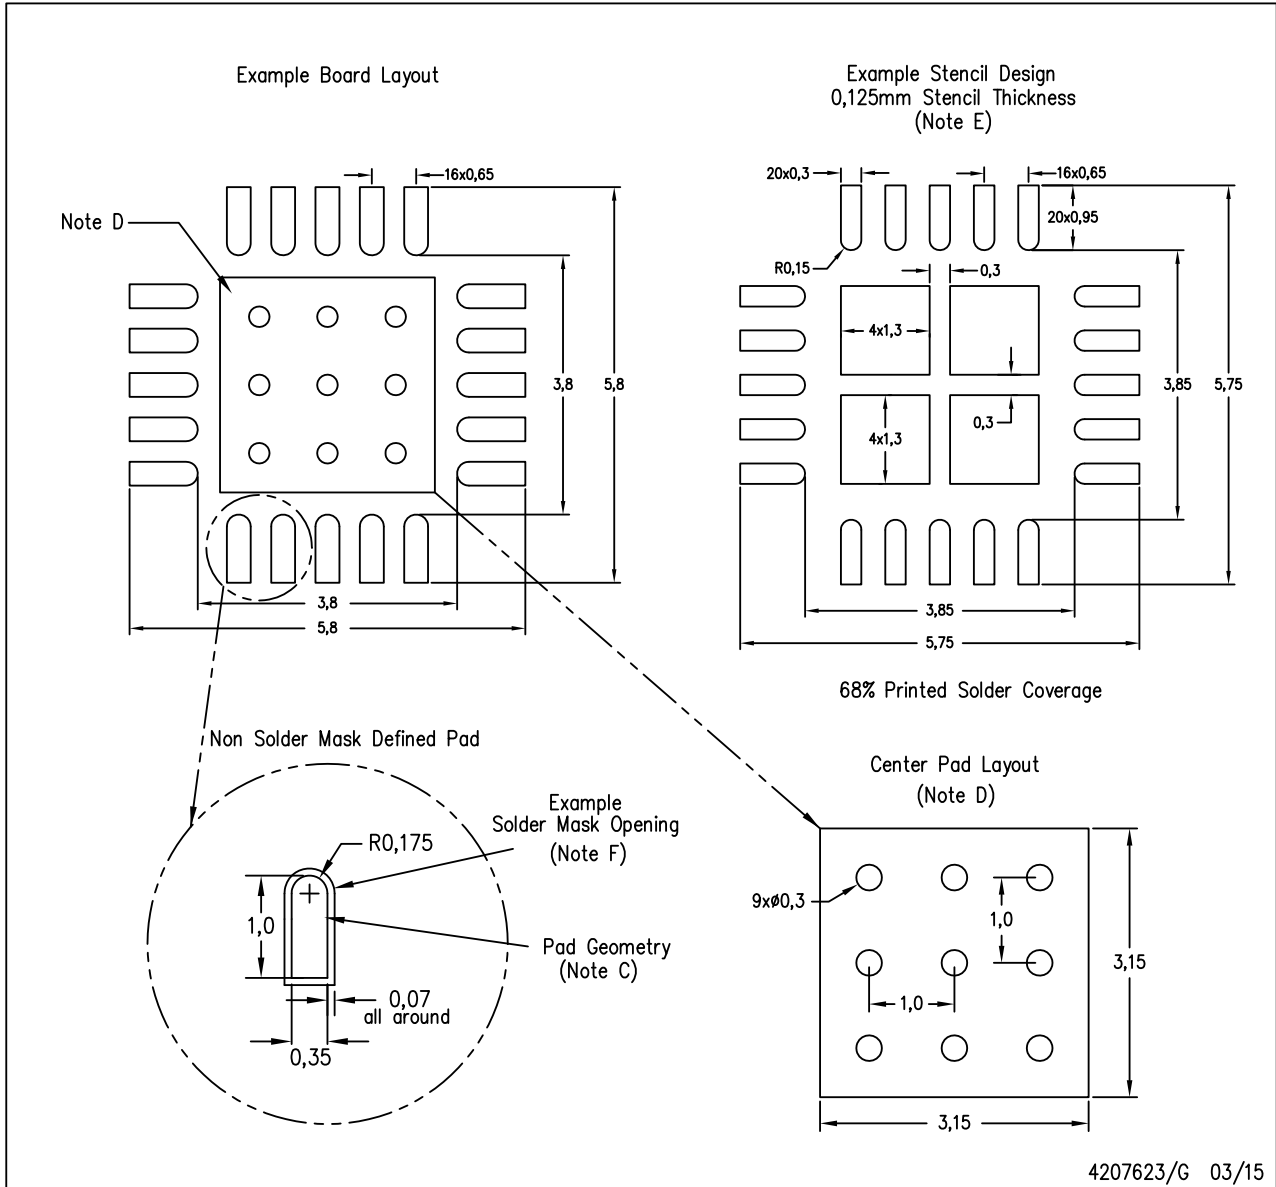 Example Board Layout
Example Stencil Design
0,125mm Stencil Thickness
(Note E)
16x0,65
Note D
3,8
5,8
3,8
5,8
20x0,3
16x0,65
20x0,95
R0,15
0,3
4x1,3
3,85
5,75
4x1,3
0,3
3,85
5,75
68% Printed Solder Coverage
Non Solder Mask Defined Pad
Example
Solder Mask Opening
(Note F)
R0,175
1,0
Pad Geometry
(Note C)
0,07
all around
0,35
Center Pad Layout
(Note D)
9xø0,3
1,0
1,0
3,15
3,15
4207623/G 03/15